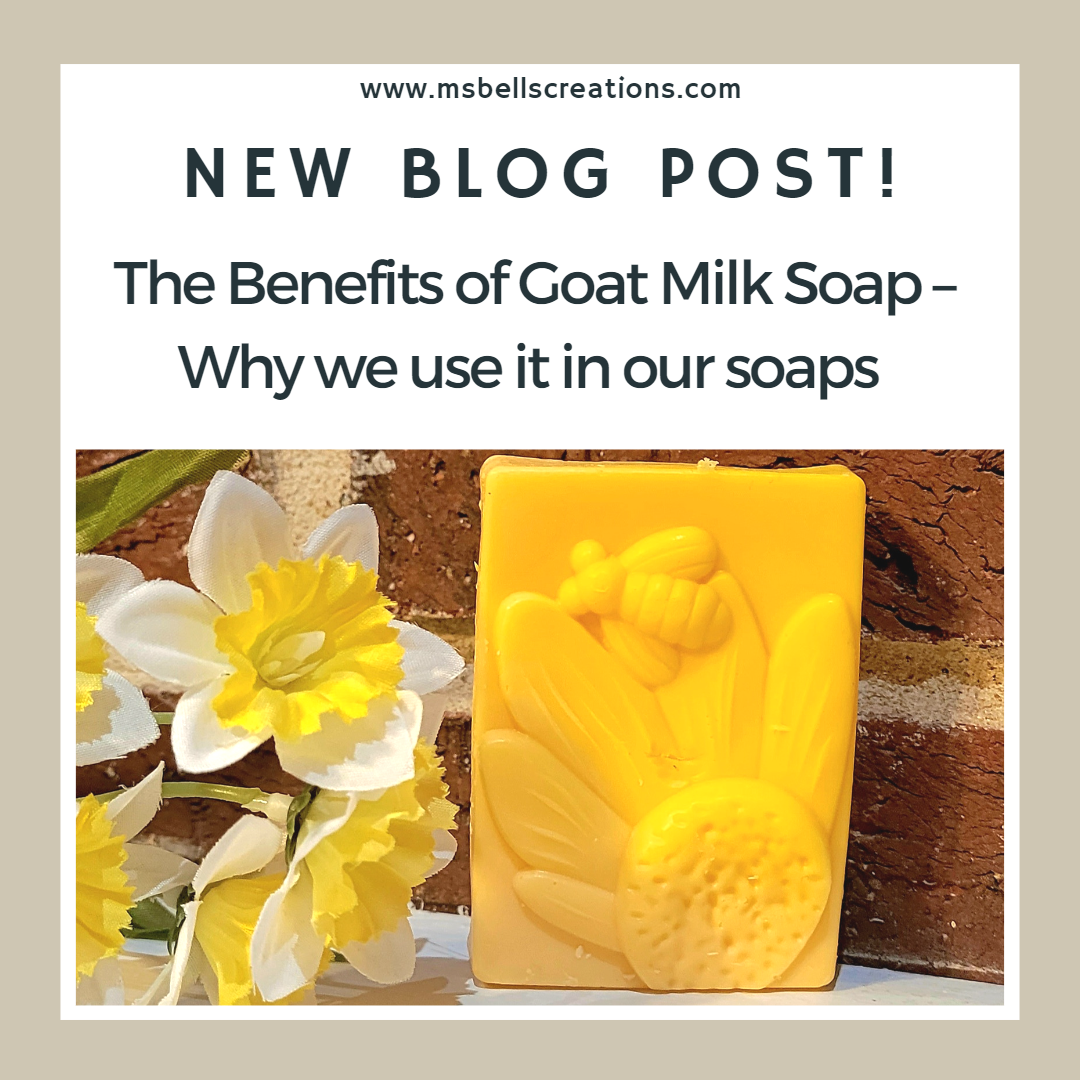 www.msbellscreations.com
NEW BLOG POST!
The Benefits of Goat Milk Soap –
Why we use it in our soaps